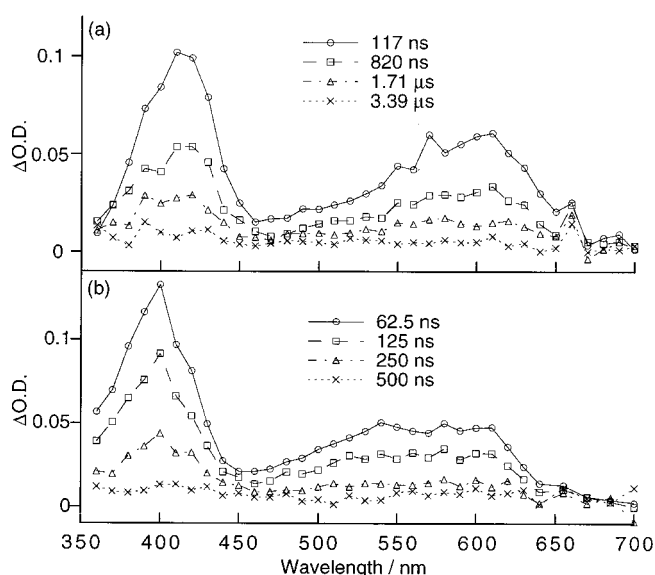 (a)
117 ns
820 ns
1.71 μs
3.39 μs
0.1
0.05
0
ΔO.D.
(b)
62.5 ns
125 ns
250 ns
500 ns
0.1
0.05
0
ΔO.D.
350 400 450 500 550 600 650 700
Wavelength / nm